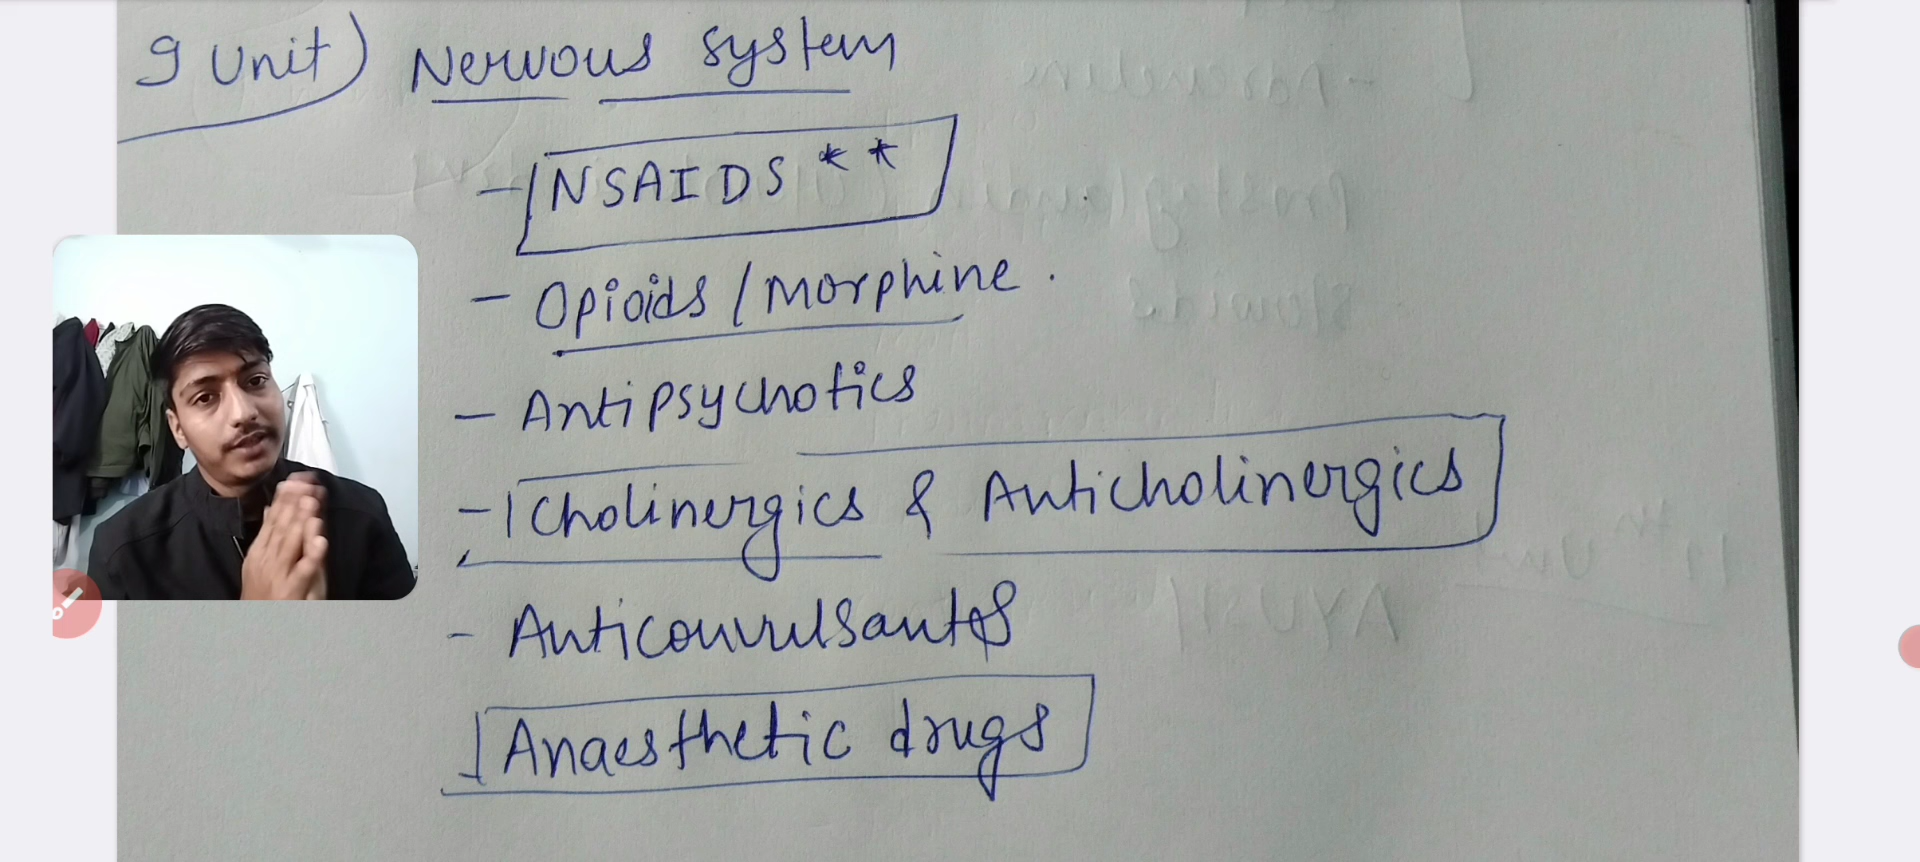 9 Unit) Nervous system
- NSAIDS **
- Opioids / Morphine .
- Antipsychotics
- Cholinergics & Anticholinergics
- Anticonvulsants
- Anaesthetic drugs